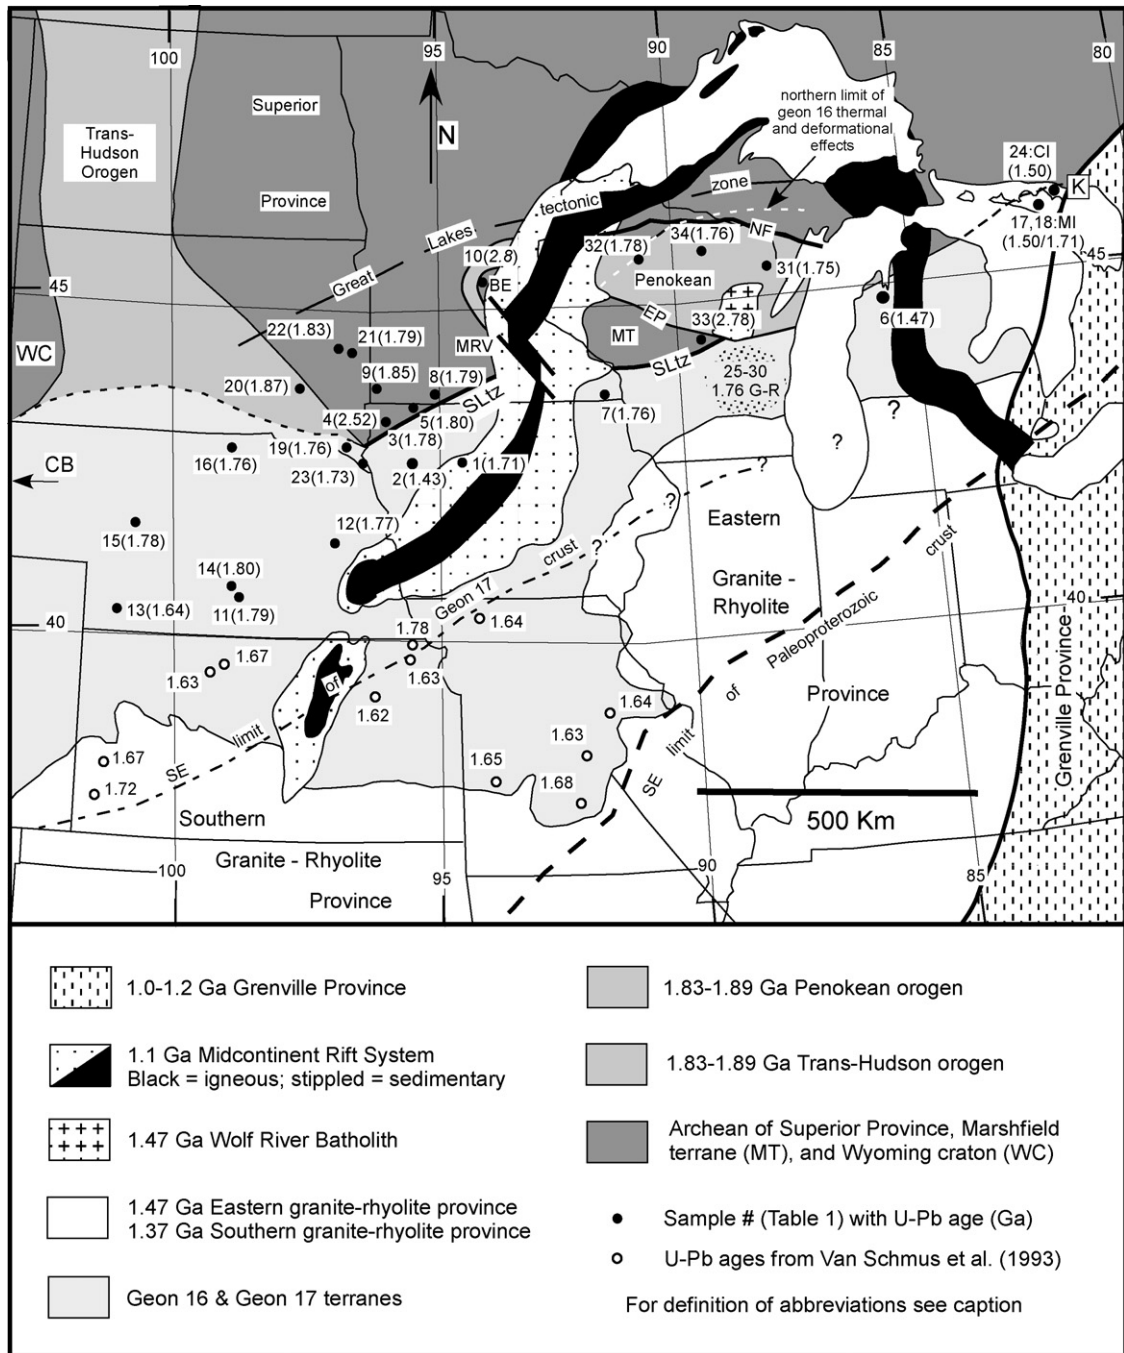 100
95
90
85
80
Superior
Province
Trans-
Hudson
Orogen
N
northern limit of
geon 16 thermal
and deformational
effects
24:CI
(1.50)
K
17,18:MI
(1.50/1.71)
Great Lakes tectonic zone
10(2.8)
BE
32(1.78)
34(1.76)
NF
31(1.75)
Penokean
45
45
22(1.83)
21(1.79)
MRV
EP
33(2.78)
MT
6(1.47)
WC
9(1.85)
8(1.79)
SLtz
SLtz
25-30
1.76 G-R
20(1.87)
4(2.52)
5(1.80)
7(1.76)
?
3(1.78)
19(1.76)
16(1.76)
?
CB
23(1.73)
2(1.43)
1(1.71)
?
15(1.78)
12(1.77)
?
Eastern
Granite -
Rhyolite
Province
?
14(1.80)
13(1.64)
11(1.79)
40
40
SE limit of Geon 17 crust
SE limit of Paleoproterozoic crust
Grenville Province
1.64
1.78
1.67
1.63
1.63
1.62
1.64
1.63
1.67
1.65
1.68
1.72
Southern
Granite - Rhyolite
Province
500 Km
100
95
90
85
1.0-1.2 Ga Grenville Province
1.1 Ga Midcontinent Rift System
Black = igneous; stippled = sedimentary
1.47 Ga Wolf River Batholith
1.47 Ga Eastern granite-rhyolite province
1.37 Ga Southern granite-rhyolite province
Geon 16 & Geon 17 terranes
1.83-1.89 Ga Penokean orogen
1.83-1.89 Ga Trans-Hudson orogen
Archean of Superior Province, Marshfield
terrane (MT), and Wyoming craton (WC)
Sample # (Table 1) with U-Pb age (Ga)
U-Pb ages from Van Schmus et al. (1993)
For definition of abbreviations see caption